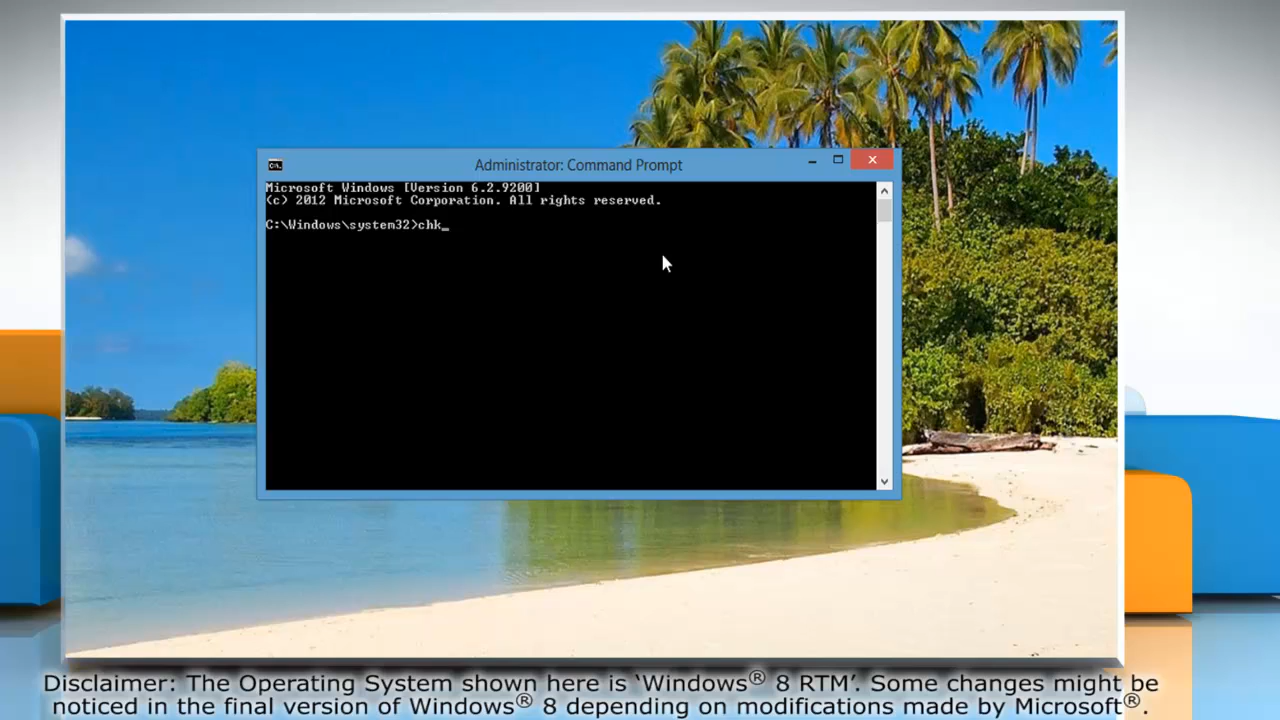 Administrator: Command Prompt
Microsoft Windows [Version 6.2.9200]
(c) 2012 Microsoft Corporation. All rights reserved.
C:\Windows\system32>chk_
Disclaimer: The Operating System shown here is ‘Windows® 8 RTM’. Some changes might be
noticed in the final version of Windows® 8 depending on modifications made by Microsoft®.